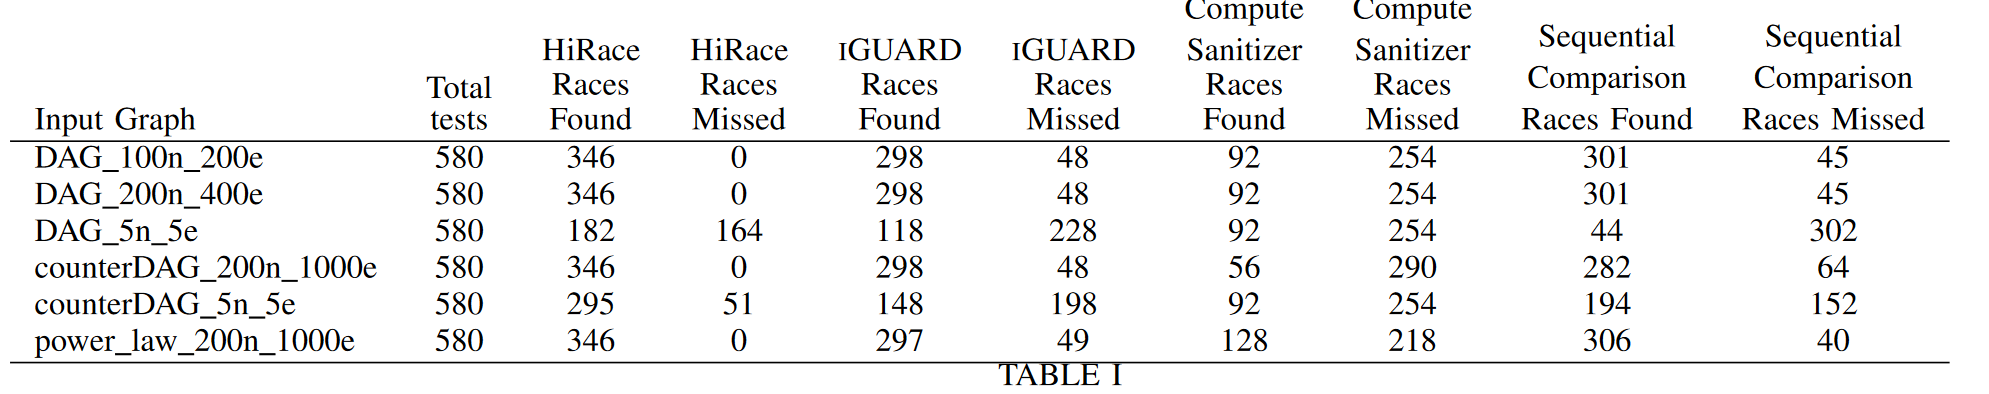 Compute Compute
HiRace HiRace iGUARD iGUARD Sanitizer Sanitizer Sequential Sequential
Total Races Races Races Races Races Races Comparison Comparison
Input Graph tests Found Missed Found Missed Found Missed Races Found Races Missed
DAG_100n_200e 580 346 0 298 48 92 254 301 45
DAG_200n_400e 580 346 0 298 48 92 254 301 45
DAG_5n_5e 580 182 164 118 228 92 254 44 302
counterDAG_200n_1000e 580 346 0 298 48 56 290 282 64
counterDAG_5n_5e 580 295 51 148 198 92 254 194 152
power_law_200n_1000e 580 346 0 297 49 128 218 306 40
TABLE I